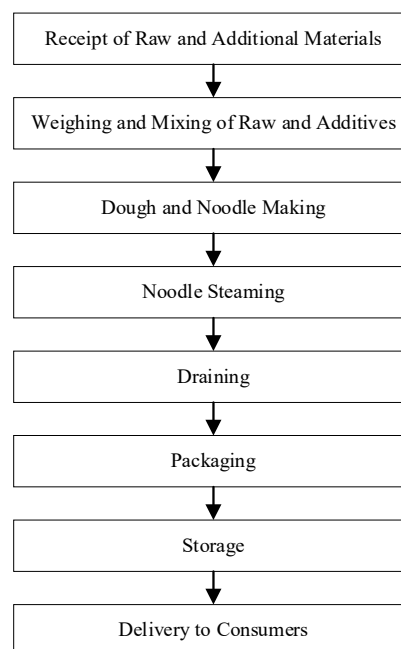 Receipt of Raw and Additional Materials
Weighing and Mixing of Raw and Additives
Dough and Noodle Making
Noodle Steaming
Draining
Packaging
Storage
Delivery to Consumers